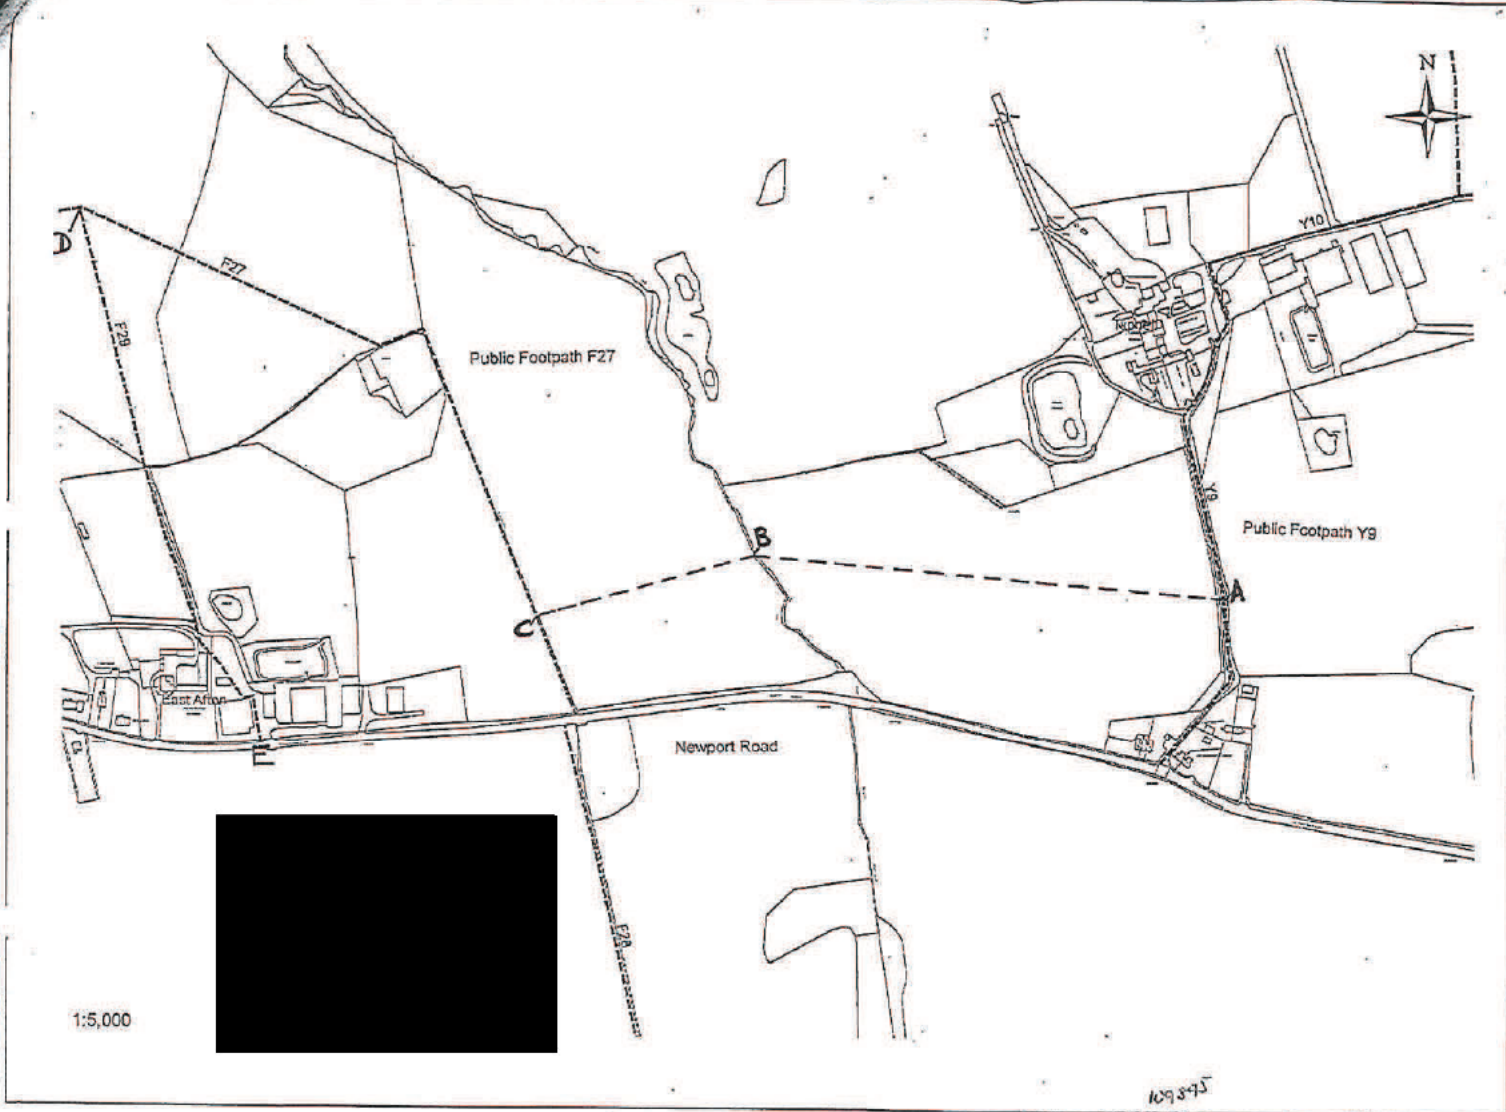 N
Y10
D
F27
F29
Public Footpath F27
Y9
Public Footpath Y9
B
A
C
East Afton
E
Newport Road
F28
1:5,000